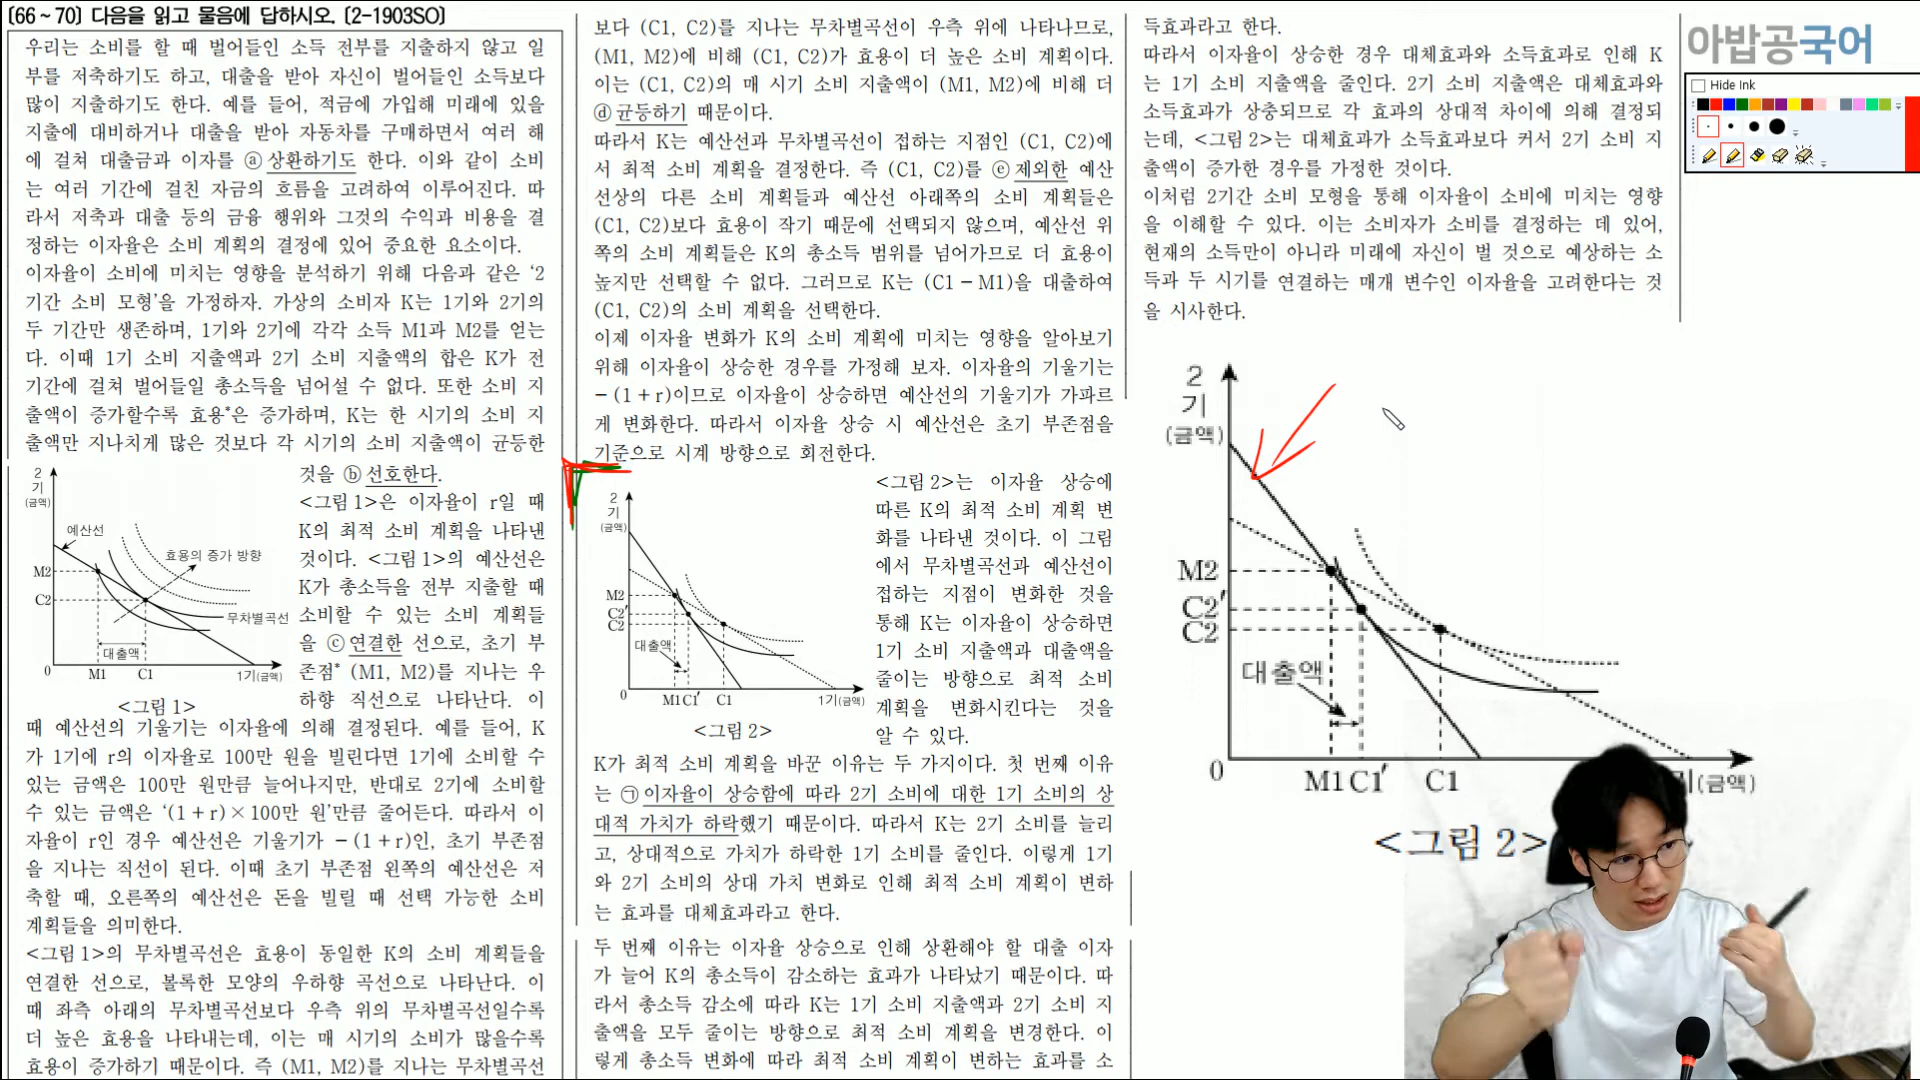 [66 ~ 70] 다음을 읽고 물음에 답하시오. [2-1903SO]
우리는 소비를 할 때 벌어들인 소득 전부를 지출하지 않고 일
부를 저축하기도 하고, 대출을 받아 자신이 벌어들인 소득보다
많이 지출하기도 한다. 예를 들어, 적금에 가입해 미래에 있을
지출에 대비하거나 대출을 받아 자동차를 구매하면서 여러 해
에 걸쳐 대출금과 이자를 ⓐ 상환하기도 한다. 이와 같이 소비
는 여러 기간에 걸친 자금의 흐름을 고려하여 이루어진다. 따
라서 저축과 대출 등의 금융 행위와 그것의 수익과 비용을 결
정하는 이자율은 소비 계획의 결정에 있어 중요한 요소이다.
이자율이 소비에 미치는 영향을 분석하기 위해 다음과 같은 ‘2
기간 소비 모형’을 가정하자. 가상의 소비자 K는 1기와 2기의
두 기간만 생존하며, 1기와 2기에 각각 소득 M1과 M2를 얻는
다. 이때 1기 소비 지출액과 2기 소비 지출액의 합은 K가 전
기간에 걸쳐 벌어들일 총소득을 넘어설 수 없다. 또한 소비 지
출액이 증가할수록 효용*은 증가하며, K는 한 시기의 소비 지
출액만 지나치게 많은 것보다 각 시기의 소비 지출액이 균등한
것을 ⓑ 선호한다.
<그림 1>은 이자율이 r일 때
K의 최적 소비 계획을 나타낸
것이다. <그림 1>의 예산선은
K가 총소득을 전부 지출할 때
소비할 수 있는 소비 계획들
을 ⓒ 연결한 선으로, 초기 부
존점* (M1, M2)를 지나는 우
하향 직선으로 나타난다. 이
2
기
(금액)
예산선
효용의 증가 방향
M2
C2
무차별곡선
대출액
0
M1
C1
1기(금액)
<그림 1>
때 예산선의 기울기는 이자율에 의해 결정된다. 예를 들어, K
가 1기에 r의 이자율로 100만 원을 빌린다면 1기에 소비할 수
있는 금액은 100만 원만큼 늘어나지만, 반대로 2기에 소비할
수 있는 금액은 ‘(1 + r) × 100만 원’만큼 줄어든다. 따라서 이
자율이 r인 경우 예산선은 기울기가 − (1 + r)인, 초기 부존점
을 지나는 직선이 된다. 이때 초기 부존점 왼쪽의 예산선은 저
축할 때, 오른쪽의 예산선은 돈을 빌릴 때 선택 가능한 소비
계획들을 의미한다.
<그림 1>의 무차별곡선은 효용이 동일한 K의 소비 계획들을
연결한 선으로, 볼록한 모양의 우하향 곡선으로 나타난다. 이
때 좌측 아래의 무차별곡선보다 우측 위의 무차별곡선일수록
더 높은 효용을 나타내는데, 이는 매 시기의 소비가 많을수록
효용이 증가하기 때문이다. 즉 (M1, M2)를 지나는 무차별곡선
보다 (C1, C2)를 지나는 무차별곡선이 우측 위에 나타나므로,
(M1, M2)에 비해 (C1, C2)가 효용이 더 높은 소비 계획이다.
이는 (C1, C2)의 매 시기 소비 지출액이 (M1, M2)에 비해 더
ⓓ 균등하기 때문이다.
따라서 K는 예산선과 무차별곡선이 접하는 지점인 (C1, C2)에
서 최적 소비 계획을 결정한다. 즉 (C1, C2)를 ⓔ 제외한 예산
선상의 다른 소비 계획들과 예산선 아래쪽의 소비 계획들은
(C1, C2)보다 효용이 작기 때문에 선택되지 않으며, 예산선 위
쪽의 소비 계획들은 K의 총소득 범위를 넘어가므로 더 효용이
높지만 선택할 수 없다. 그러므로 K는 (C1 − M1)을 대출하여
(C1, C2)의 소비 계획을 선택한다.
이제 이자율 변화가 K의 소비 계획에 미치는 영향을 알아보기
위해 이자율이 상승한 경우를 가정해 보자. 이자율의 기울기는
− (1 + r)이므로 이자율이 상승하면 예산선의 기울기가 가파르
게 변화한다. 따라서 이자율 상승 시 예산선은 초기 부존점을
기준으로 시계 방향으로 회전한다.
<그림 2>는 이자율 상승에
따른 K의 최적 소비 계획 변
화를 나타낸 것이다. 이 그림
에서 무차별곡선과 예산선이
접하는 지점이 변화한 것을
통해 K는 이자율이 상승하면
1기 소비 지출액과 대출액을
줄이는 방향으로 최적 소비
계획을 변화시킨다는 것을
알 수 있다.
2
기
(금액)
M2
C2′
C2
대출액
0
M1 C1′
C1
1기(금액)
<그림 2>
K가 최적 소비 계획을 바꾼 이유는 두 가지이다. 첫 번째 이유
는 ㉠ 이자율이 상승함에 따라 2기 소비에 대한 1기 소비의 상
대적 가치가 하락했기 때문이다. 따라서 K는 2기 소비를 늘리
고, 상대적으로 가치가 하락한 1기 소비를 줄인다. 이렇게 1기
와 2기 소비의 상대 가치 변화로 인해 최적 소비 계획이 변하
는 효과를 대체효과라고 한다.
두 번째 이유는 이자율 상승으로 인해 상환해야 할 대출 이자
가 늘어 K의 총소득이 감소하는 효과가 나타났기 때문이다. 따
라서 총소득 감소에 따라 K는 1기 소비 지출액과 2기 소비 지
출액을 모두 줄이는 방향으로 최적 소비 계획을 변경한다. 이
렇게 총소득 변화에 따라 최적 소비 계획이 변하는 효과를 소
득효과라고 한다.
따라서 이자율이 상승한 경우 대체효과와 소득효과로 인해 K
는 1기 소비 지출액을 줄인다. 2기 소비 지출액은 대체효과와
소득효과가 상충되므로 각 효과의 상대적 차이에 의해 결정되
는데, <그림 2>는 대체효과가 소득효과보다 커서 2기 소비 지
출액이 증가한 경우를 가정한 것이다.
이처럼 2기간 소비 모형을 통해 이자율이 소비에 미치는 영향
을 이해할 수 있다. 이는 소비자가 소비를 결정하는 데 있어,
현재의 소득만이 아니라 미래에 자신이 벌 것으로 예상하는 소
득과 두 시기를 연결하는 매개 변수인 이자율을 고려한다는 것
을 시사한다.
2
기
(금액)
M2
C2′
C2
대출액
0
M1 C1′
C1
기(금액)
<그림 2>
아밥공국어
Hide Ink